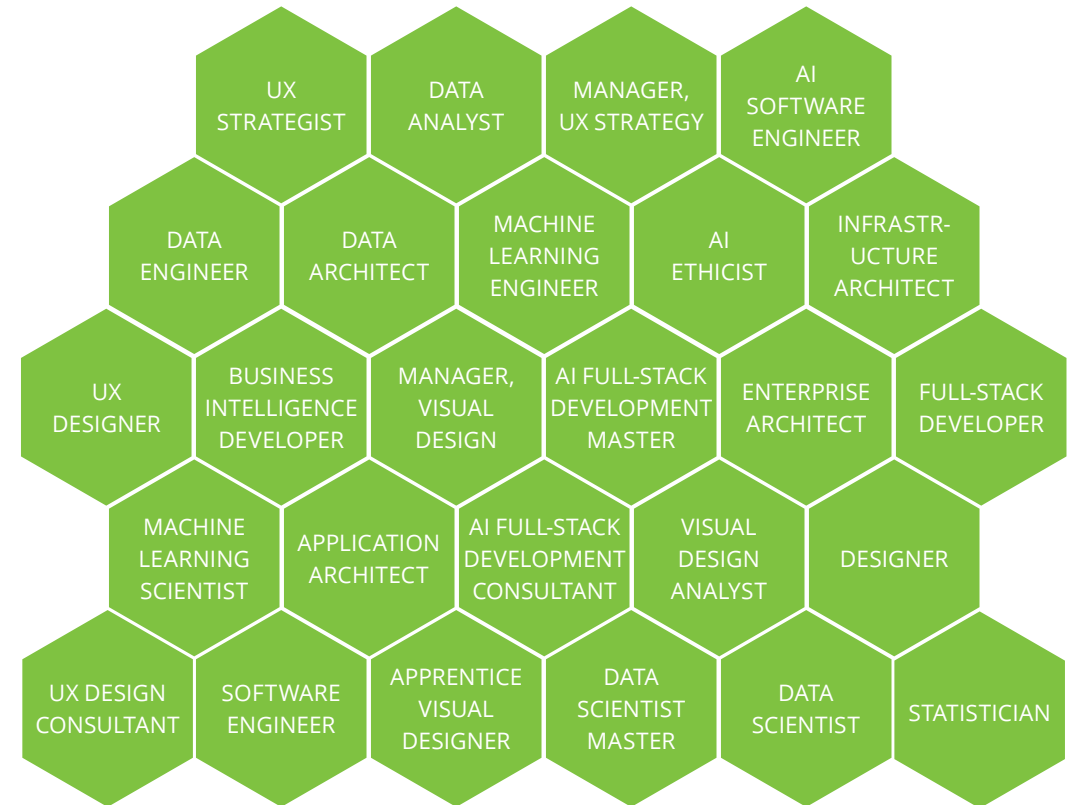 UX
STRATEGIST
DATA
ANALYST
MANAGER,
UX STRATEGY
AI
SOFTWARE
ENGINEER
DATA
ENGINEER
DATA
ARCHITECT
MACHINE
LEARNING
ENGINEER
AI
ETHICIST
INFRASTR-
UCTURE
ARCHITECT
UX
DESIGNER
BUSINESS
INTELLIGENCE
DEVELOPER
MANAGER,
VISUAL
DESIGN
AI FULL-STACK
DEVELOPMENT
MASTER
ENTERPRISE
ARCHITECT
FULL-STACK
DEVELOPER
MACHINE
LEARNING
SCIENTIST
APPLICATION
ARCHITECT
AI FULL-STACK
DEVELOPMENT
CONSULTANT
VISUAL
DESIGN
ANALYST
DESIGNER
UX DESIGN
CONSULTANT
SOFTWARE
ENGINEER
APPRENTICE
VISUAL
DESIGNER
DATA
SCIENTIST
MASTER
DATA
SCIENTIST
STATISTICIAN